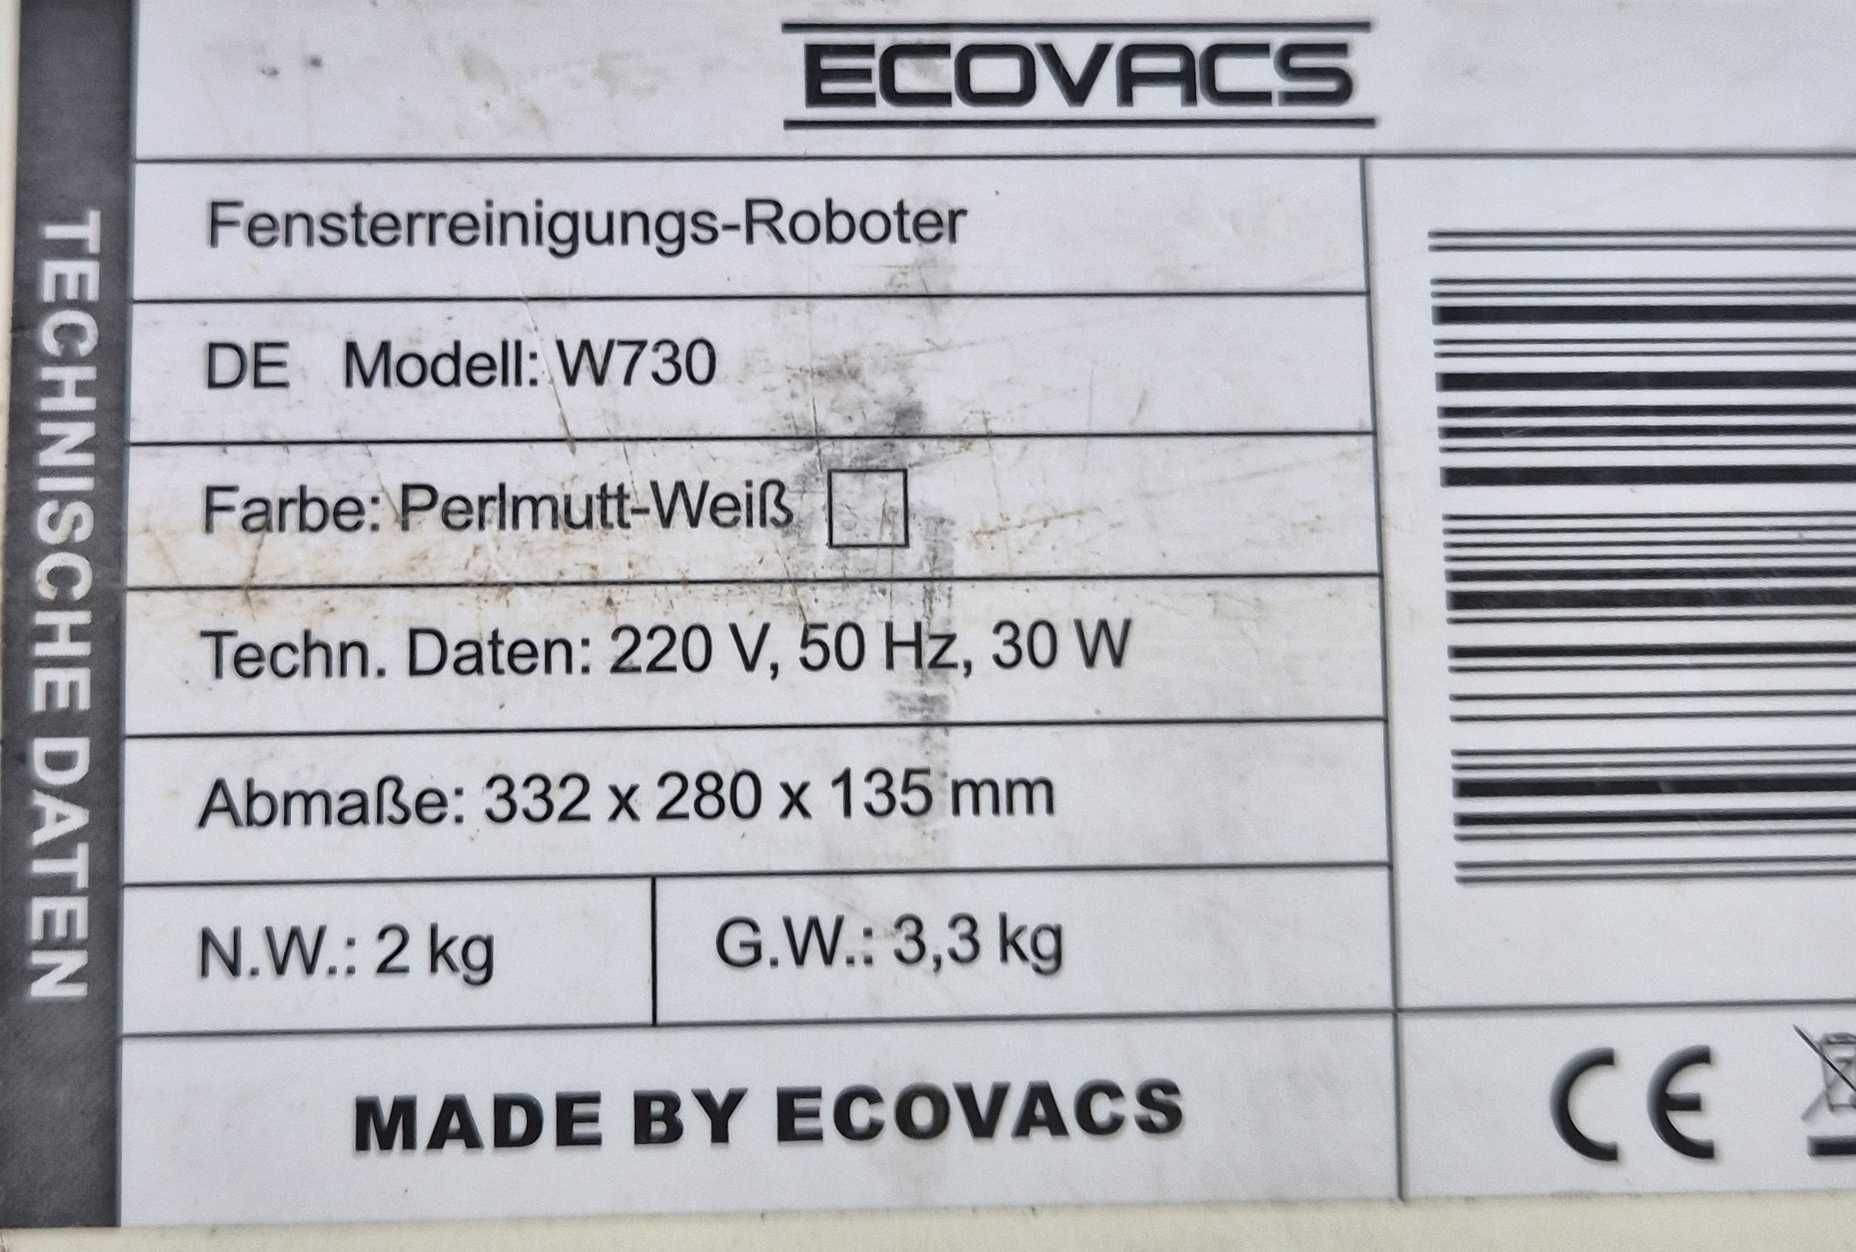 ECOVACS
TECHNISCHE DATEN
Fensterreinigungs-Roboter
DE Modell: W730
Farbe: Perlmutt-Weiß
Techn. Daten: 220 V, 50 Hz, 30 W
Abmaße: 332 x 280 x 135 mm
N.W.: 2 kg
G.W.: 3,3 kg
MADE BY ECOVACS
CE